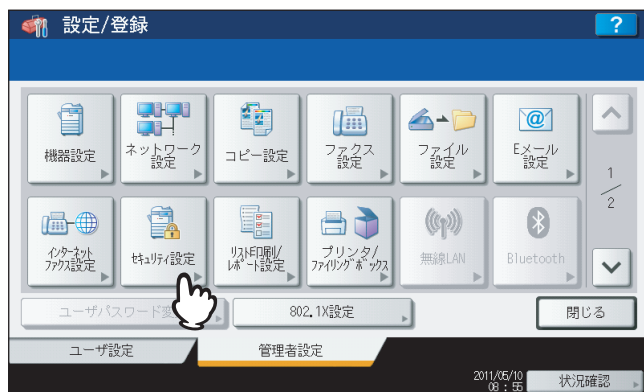 設定/登録
?
機器設定
ネットワーク
設定
コピー設定
ファクス
設定
ファイル
設定
@
Eメール
設定
1
2
インターネット
ファクス設定
セキュリティ設定
リスト印刷/
レポート設定
プリンタ/
ファイリングボックス
無線LAN
Bluetooth
ユーザパスワード変
802.1X設定
閉じる
ユーザ設定
管理者設定
2011/05/10
08:55
状況確認